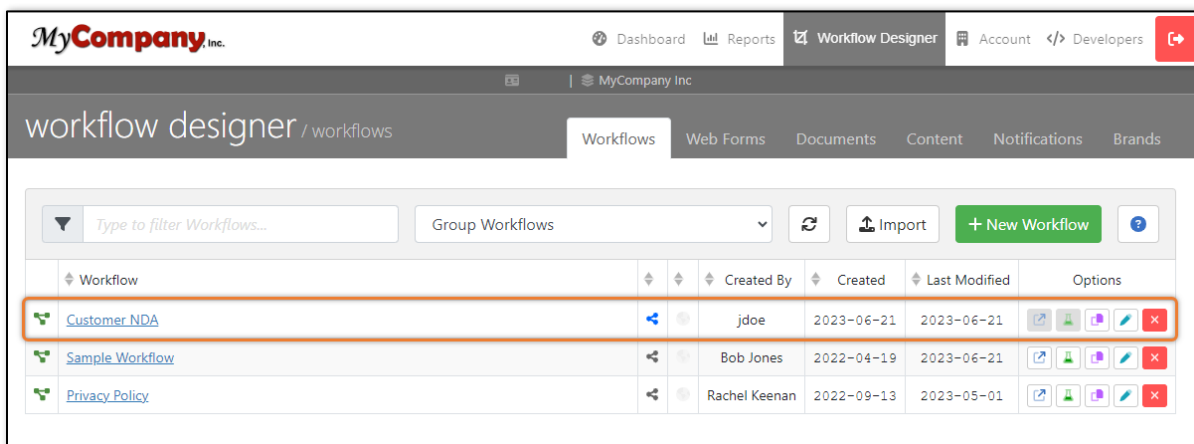 MyCompany, Inc.
Dashboard Reports Workflow Designer Account </> Developers
| MyCompany Inc
workflow designer / workflows
Workflows Web Forms Documents Content Notifications Brands
Type to filter Workflows... Group Workflows Import + New Workflow ?
Workflow Created By Created Last Modified Options
Customer NDA jdoe 2023-06-21 2023-06-21
Sample Workflow Bob Jones 2022-04-19 2023-06-21
Privacy Policy Rachel Keenan 2022-09-13 2023-05-01